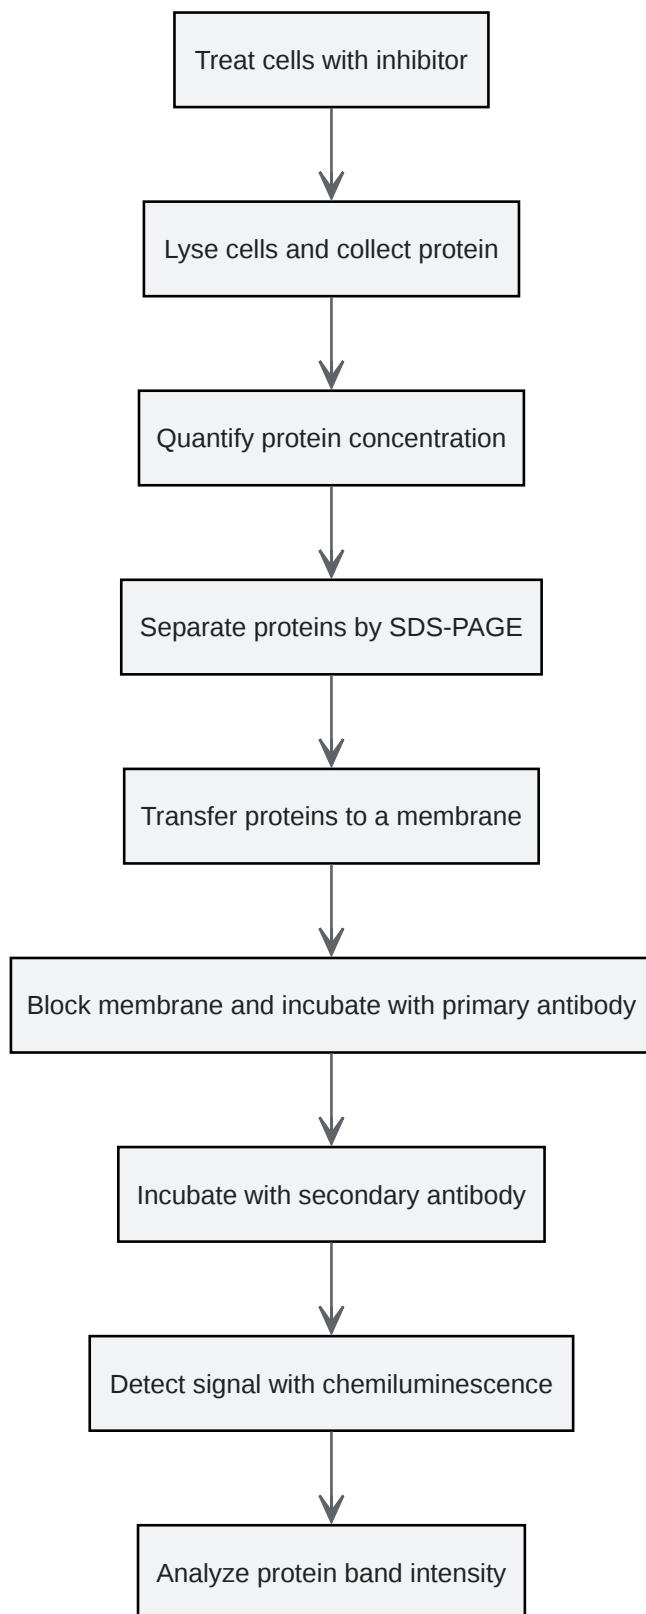 Treat cells with inhibitor
Lyse cells and collect protein
Quantify protein concentration
Separate proteins by SDS-PAGE
Transfer proteins to a membrane
Block membrane and incubate with primary antibody
Incubate with secondary antibody
Detect signal with chemiluminescence
Analyze protein band intensity